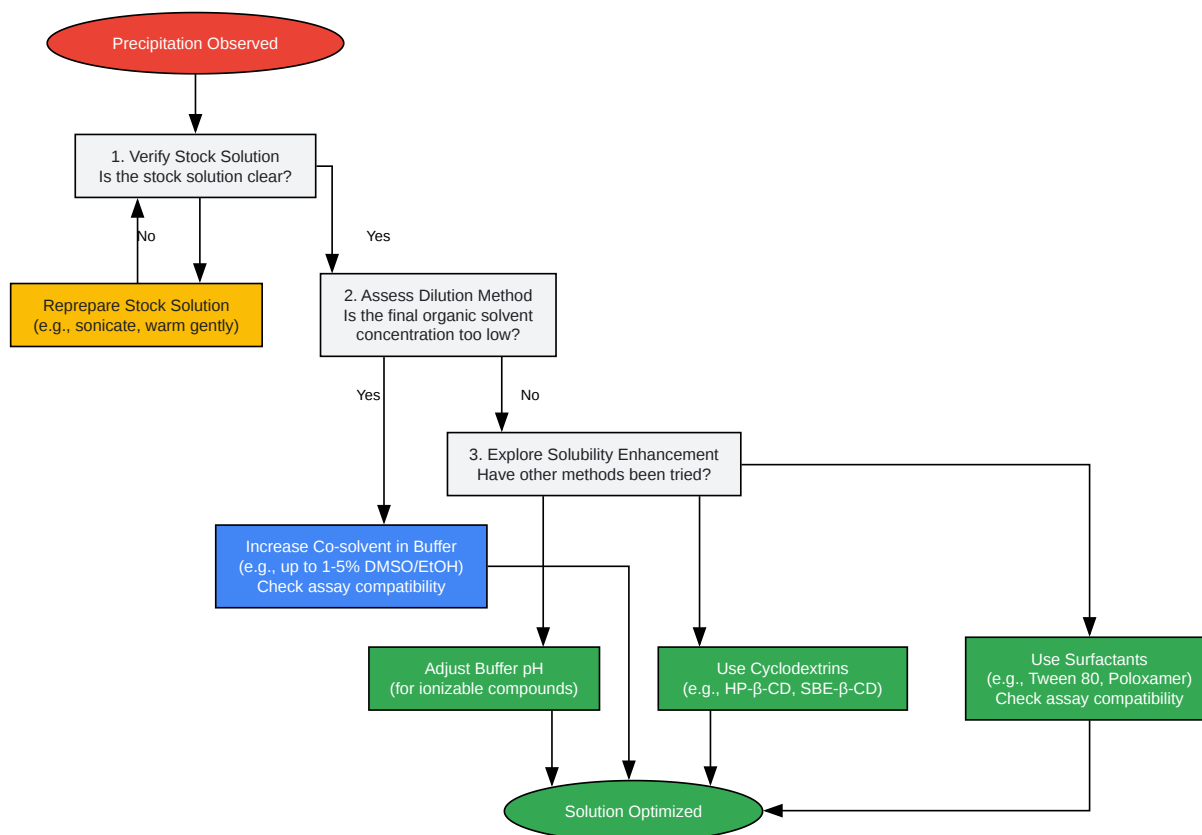 Precipitation Observed
1. Verify Stock Solution
Is the stock solution clear?
No
Yes
Reprepare Stock Solution
(e.g., sonicate, warm gently)
2. Assess Dilution Method
Is the final organic solvent
concentration too low?
Yes
No
3. Explore Solubility Enhancement
Have other methods been tried?
Increase Co-solvent in Buffer
(e.g., up to 1-5% DMSO/EtOH)
Check assay compatibility
Adjust Buffer pH
(for ionizable compounds)
Use Cyclodextrins
(e.g., HP-β-CD, SBE-β-CD)
Use Surfactants
(e.g., Tween 80, Poloxamer)
Check assay compatibility
Solution Optimized